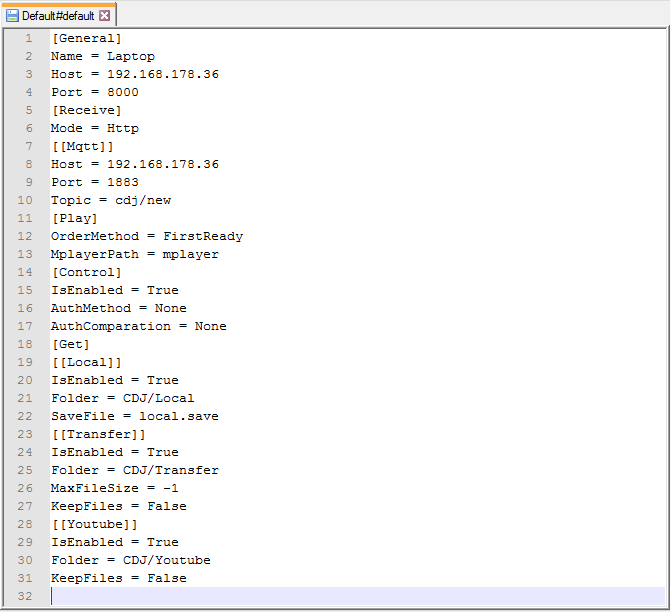 Default#default
1 [General]
2 Name = Laptop
3 Host = 192.168.178.36
4 Port = 8000
5 [Receive]
6 Mode = Http
7 [[Mqtt]]
8 Host = 192.168.178.36
9 Port = 1883
10 Topic = cdj/new
11 [Play]
12 OrderMethod = FirstReady
13 MplayerPath = mplayer
14 [Control]
15 IsEnabled = True
16 AuthMethod = None
17 AuthComparation = None
18 [Get]
19 [[Local]]
20 IsEnabled = True
21 Folder = CDJ/Local
22 SaveFile = local.save
23 [[Transfer]]
24 IsEnabled = True
25 Folder = CDJ/Transfer
26 MaxFileSize = -1
27 KeepFiles = False
28 [[Youtube]]
29 IsEnabled = True
30 Folder = CDJ/Youtube
31 KeepFiles = False
32